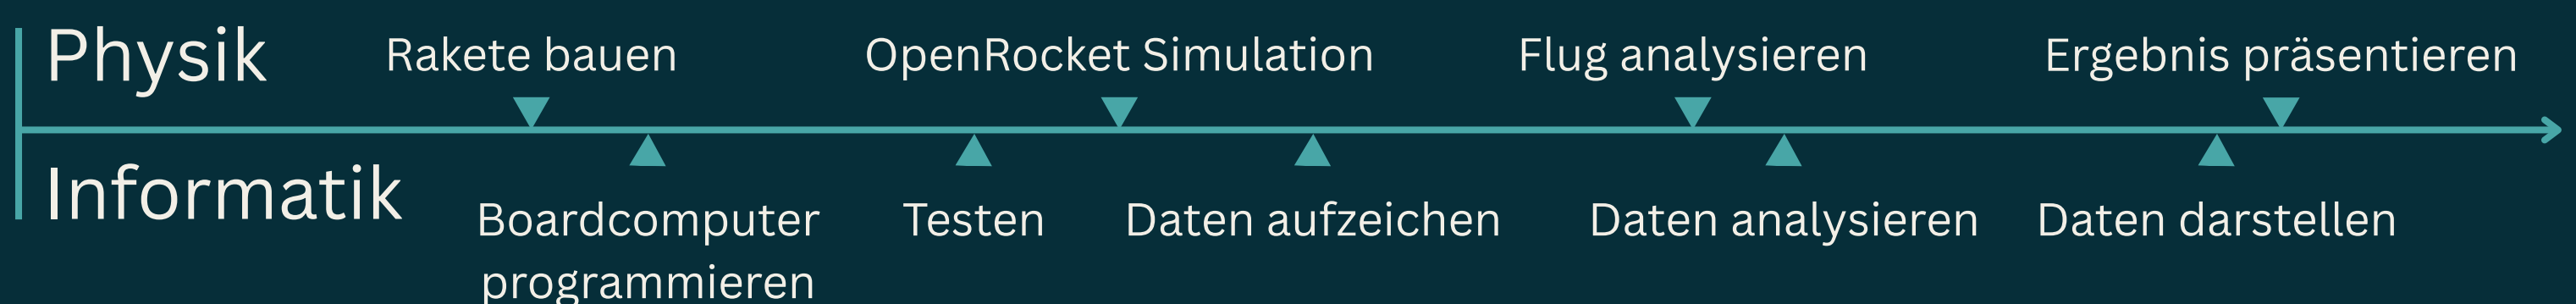 Physik
Rakete bauen
OpenRocket Simulation
Flug analysieren
Ergebnis präsentieren
Informatik
Boardcomputer
programmieren
Testen
Daten aufzeichen
Daten analysieren
Daten darstellen